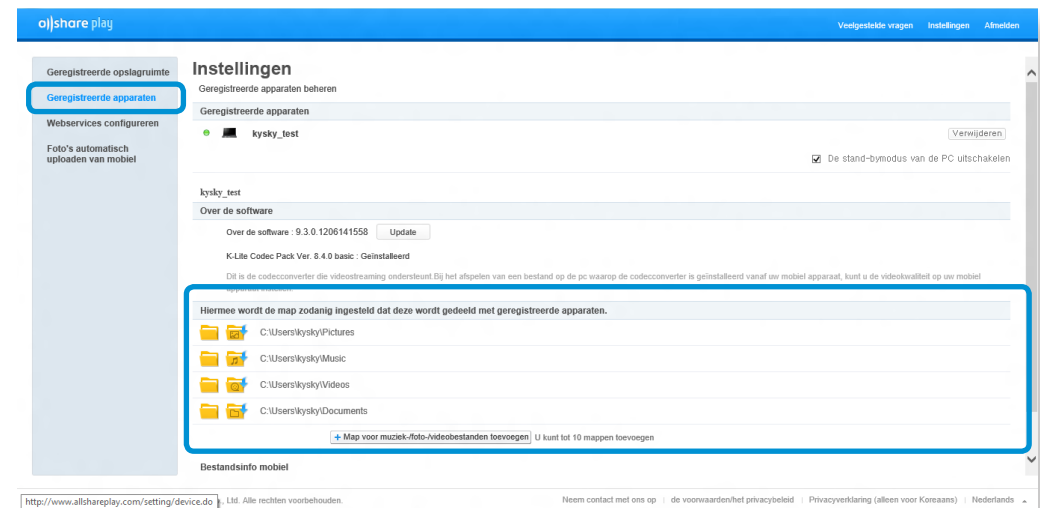 allshare play
Veelgestelde vragen Instellingen Afmelden
Geregistreerde opslagruimte
Geregistreerde apparaten
Webservices configureren
Foto's automatisch
uploaden van mobiel
Instellingen
Geregistreerde apparaten beheren
Geregistreerde apparaten
kysky_test
Verwijderen
De stand-bymodus van de PC uitschakelen
kysky_test
Over de software
Over de software : 9.3.0.1206141558 Update
K-Lite Codec Pack Ver. 8.4.0 basic : Geïnstalleerd
Dit is de codecconverter die videostreaming ondersteunt.Bij het afspelen van een bestand op de pc waarop de codecconverter is geïnstalleerd vanaf uw mobiel apparaat, kunt u de videokwaliteit op uw mobiel
Hiermee wordt de map zodanig ingesteld dat deze wordt gedeeld met geregistreerde apparaten.
C:\Users\kysky\Pictures
C:\Users\kysky\Music
C:\Users\kysky\Videos
C:\Users\kysky\Documents
+ Map voor muziek-/foto-/videobestanden toevoegen U kunt tot 10 mappen toevoegen
Bestandsinfo mobiel
http://www.allshareplay.com/setting/device.do , Ltd. Alle rechten voorbehouden.
Neem contact met ons op | de voorwaarden/het privacybeleid | Privacyverklaring (alleen voor Koreaans) | Nederlands